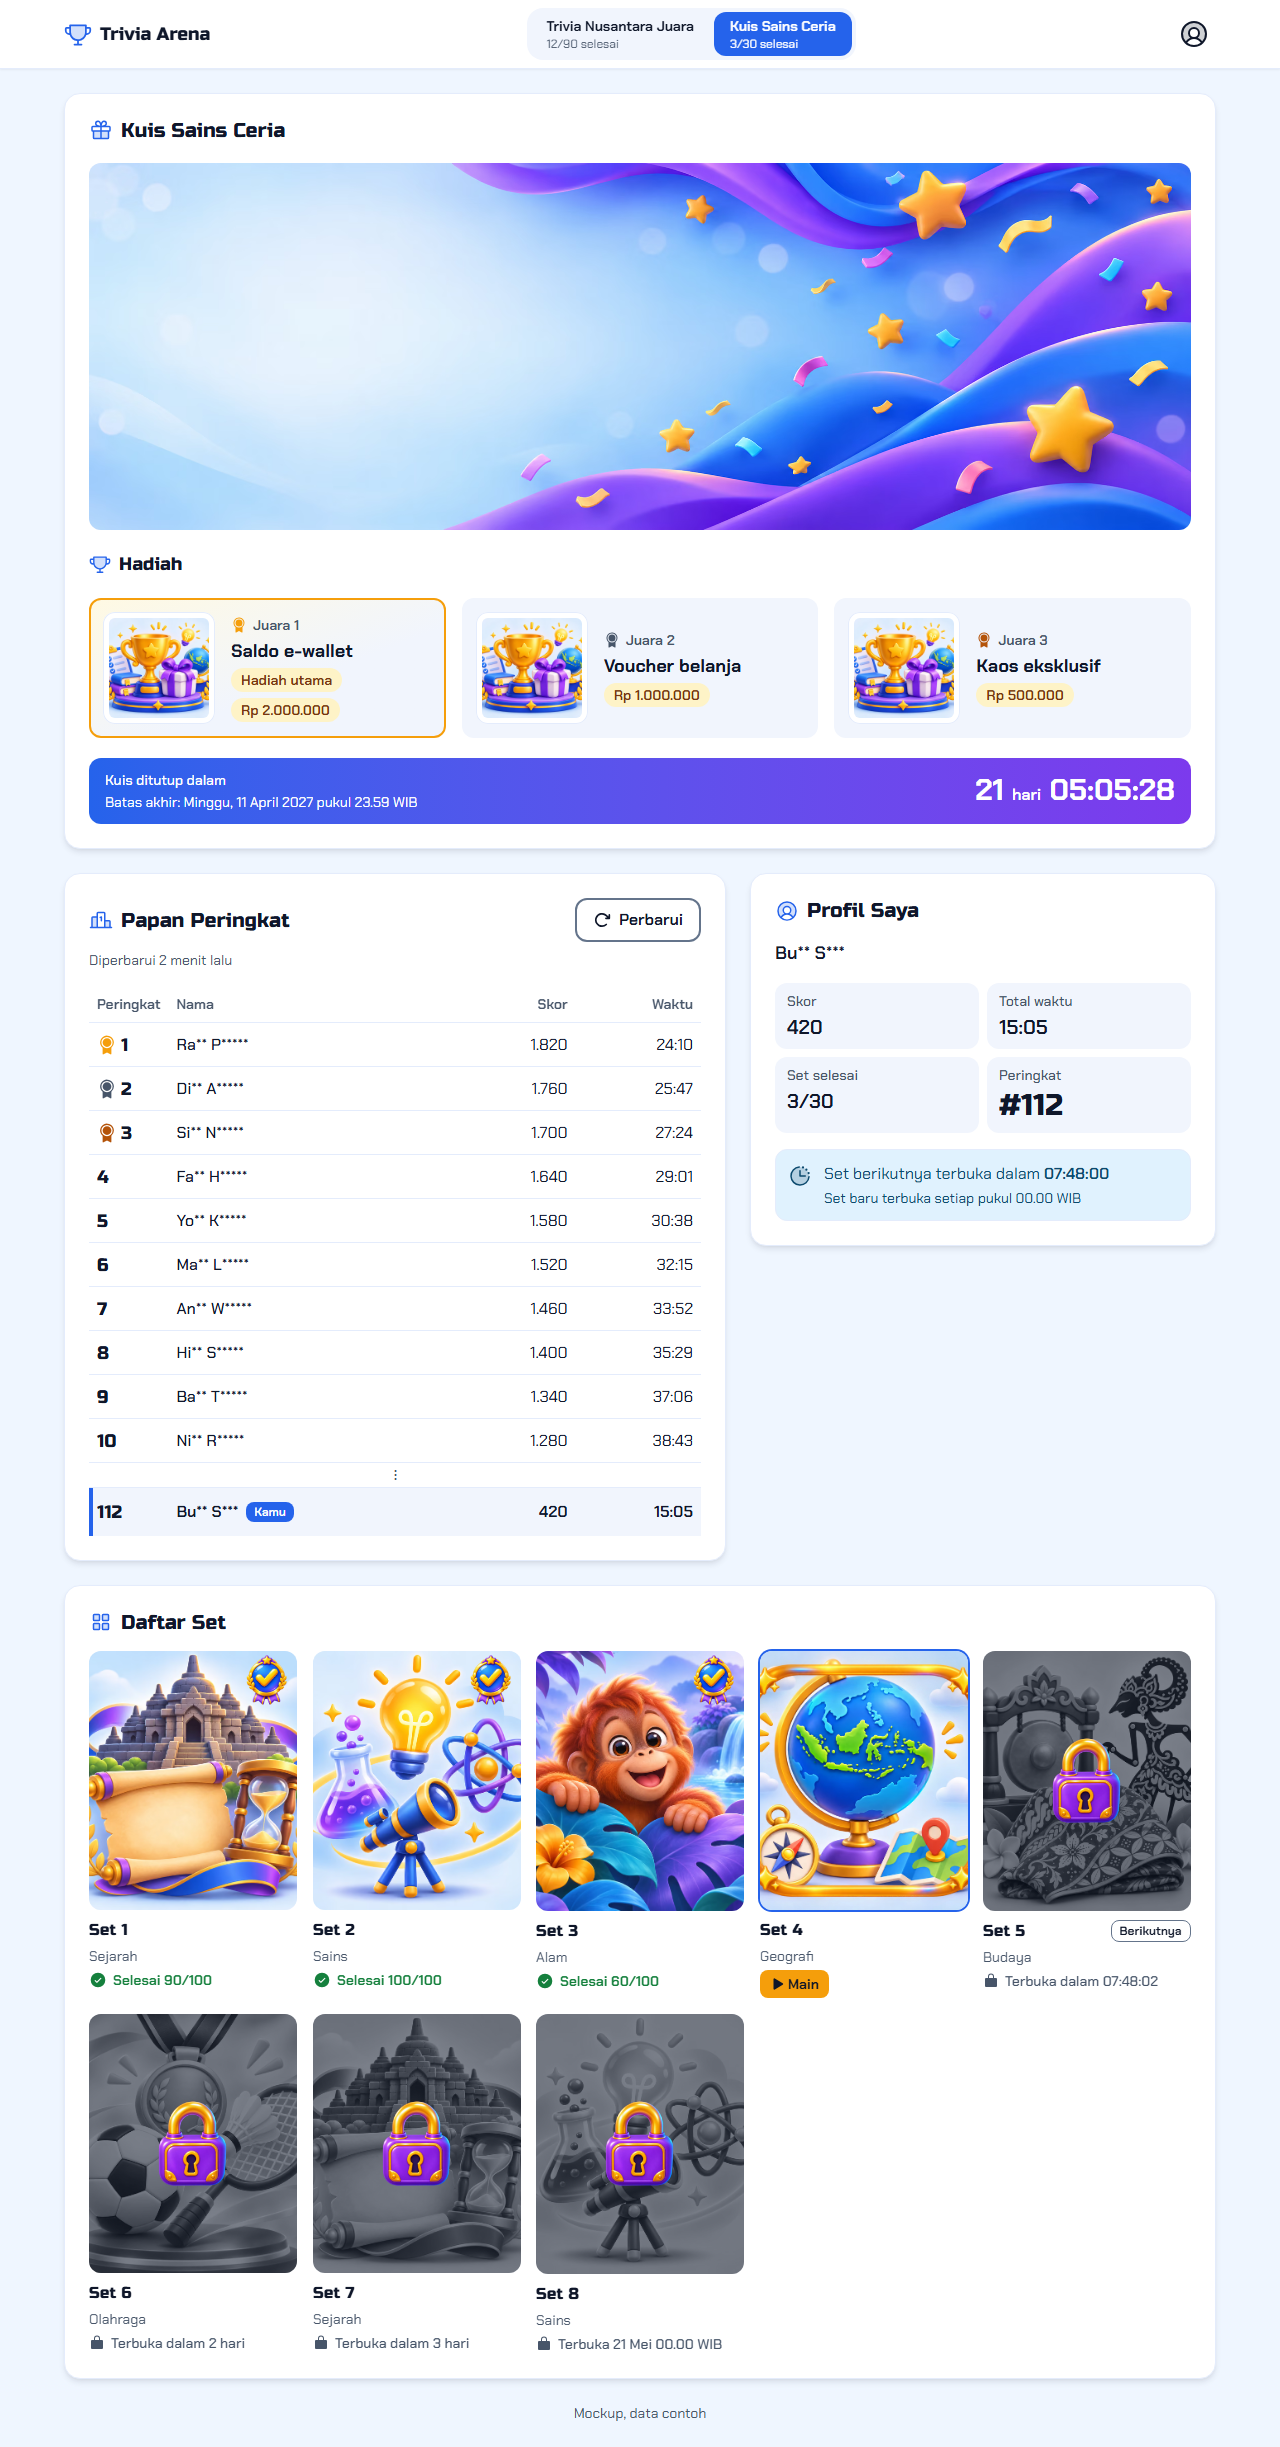 Trivia Arena
Trivia Nusantara Juara
12/90 selesai
Kuis Sains Ceria
3/30 selesai
Kuis Sains Ceria
Hadiah
Juara 1
Saldo e-wallet
Hadiah utama
Rp 2.000.000
Juara 2
Voucher belanja
Rp 1.000.000
Juara 3
Kaos eksklusif
Rp 500.000
Kuis ditutup dalam
Batas akhir: Minggu, 11 April 2027 pukul 23.59 WIB
21 hari 05:05:28
Papan Peringkat
Perbarui
Diperbarui 2 menit lalu
Peringkat Nama Skor Waktu
1 Ra** P***** 1.820 24:10
2 Di** A***** 1.760 25:47
3 Si** N***** 1.700 27:24
4 Fa** H***** 1.640 29:01
5 Yo** K***** 1.580 30:38
6 Ma** L***** 1.520 32:15
7 An** W***** 1.460 33:52
8 Hi** S***** 1.400 35:29
9 Ba** T***** 1.340 37:06
10 Ni** R***** 1.280 38:43
⋮
112 Bu** S*** Kamu 420 15:05
Profil Saya
Bu** S***
Skor
420
Total waktu
15:05
Set selesai
3/30
Peringkat
#112
Set berikutnya terbuka dalam 07:48:00
Set baru terbuka setiap pukul 00.00 WIB
Daftar Set
Set 1
Sejarah
Selesai 90/100
Set 2
Sains
Selesai 100/100
Set 3
Alam
Selesai 60/100
Set 4
Geografi
Main
Set 5
Berikutnya
Budaya
Terbuka dalam 07:48:02
Set 6
Olahraga
Terbuka dalam 2 hari
Set 7
Sejarah
Terbuka dalam 3 hari
Set 8
Sains
Terbuka 21 Mei 00.00 WIB
Mockup, data contoh